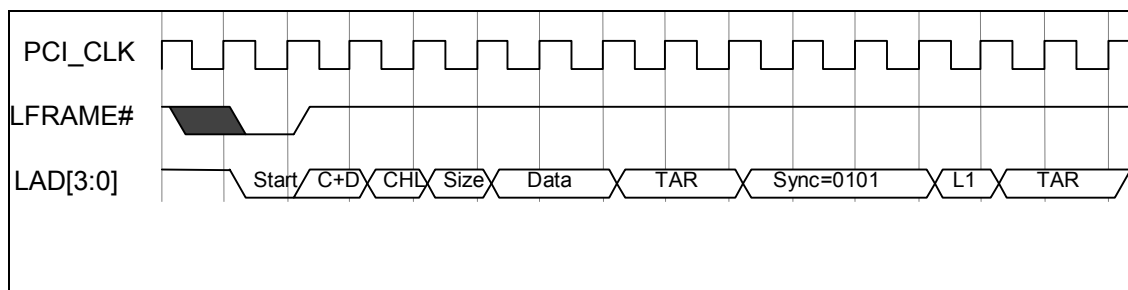 PCI_CLK
LFRAME#
LAD[3:0] Start C+D CHL Size Data TAR Sync=0101 L1 TAR